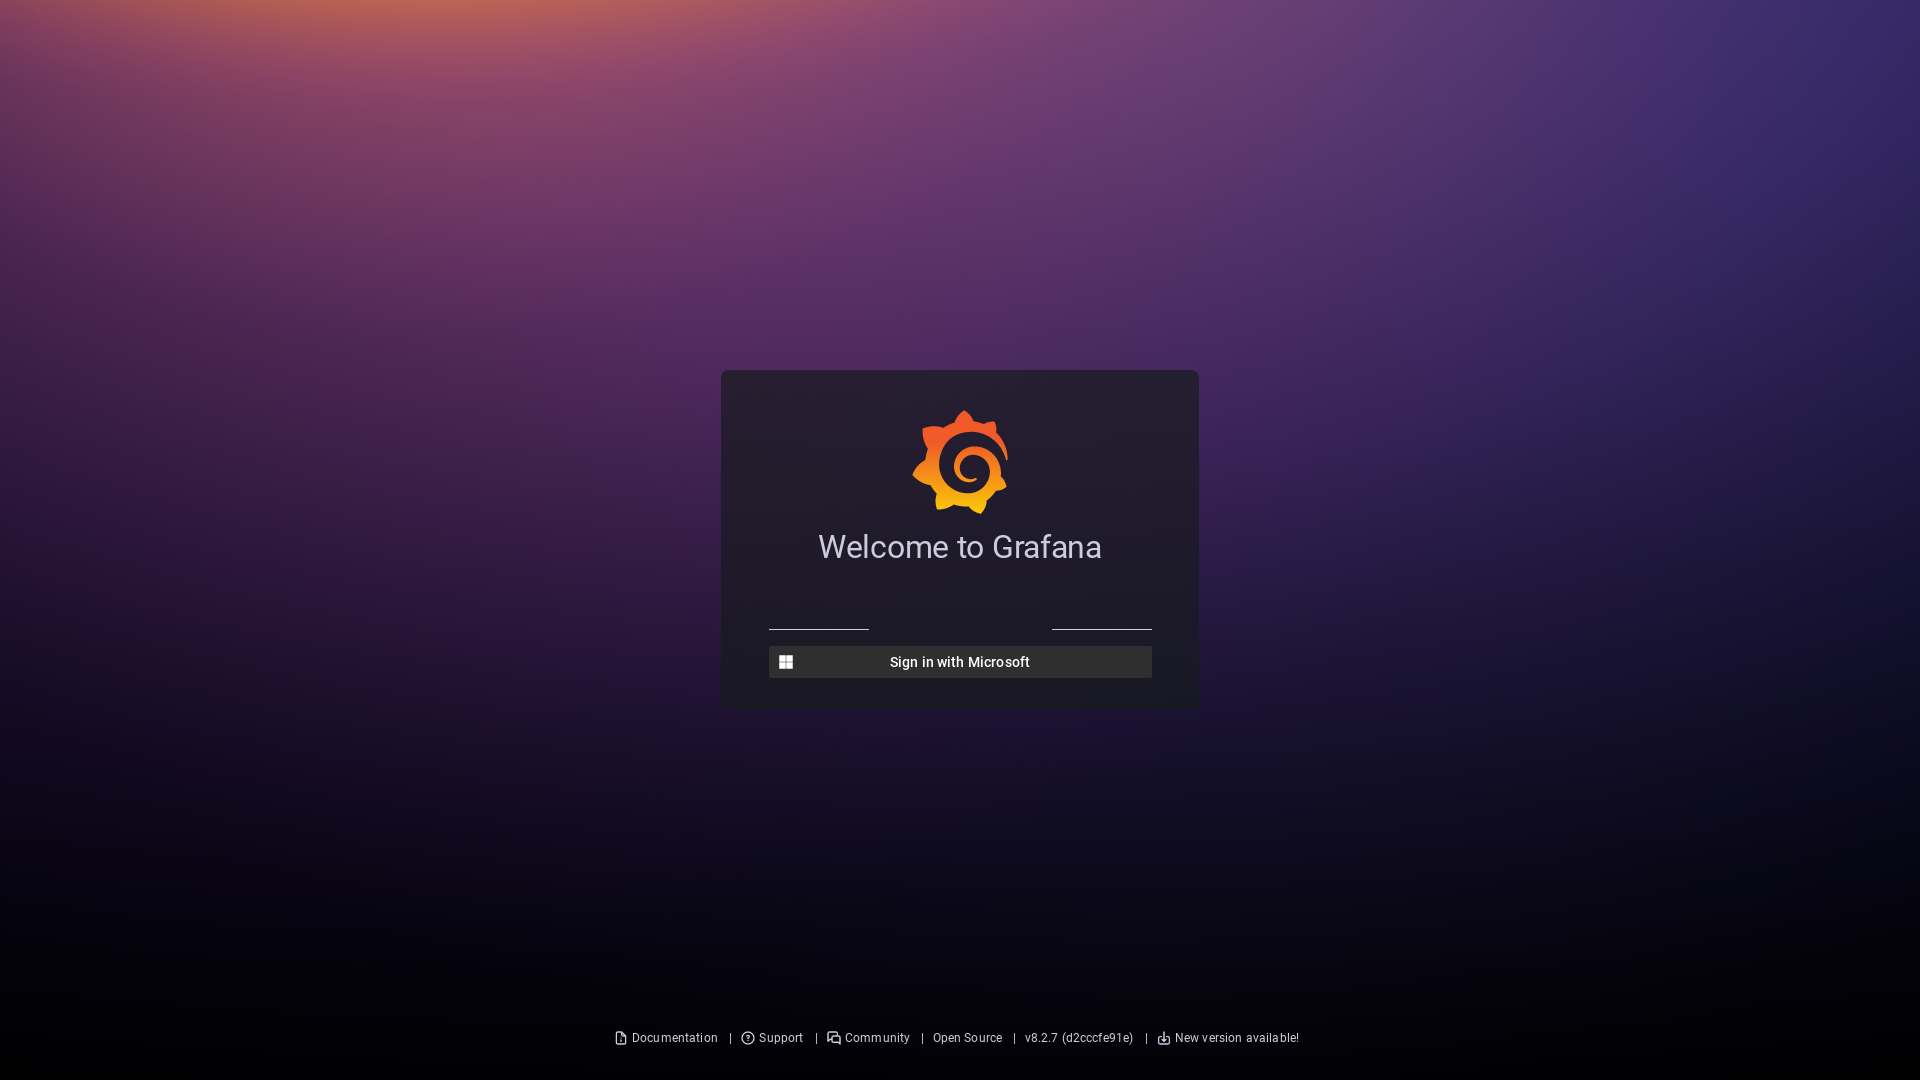 Welcome to Grafana
Sign in with Microsoft
Documentation | Support | Community | Open Source | v8.2.7 (d2cccfe91e) | New version available!